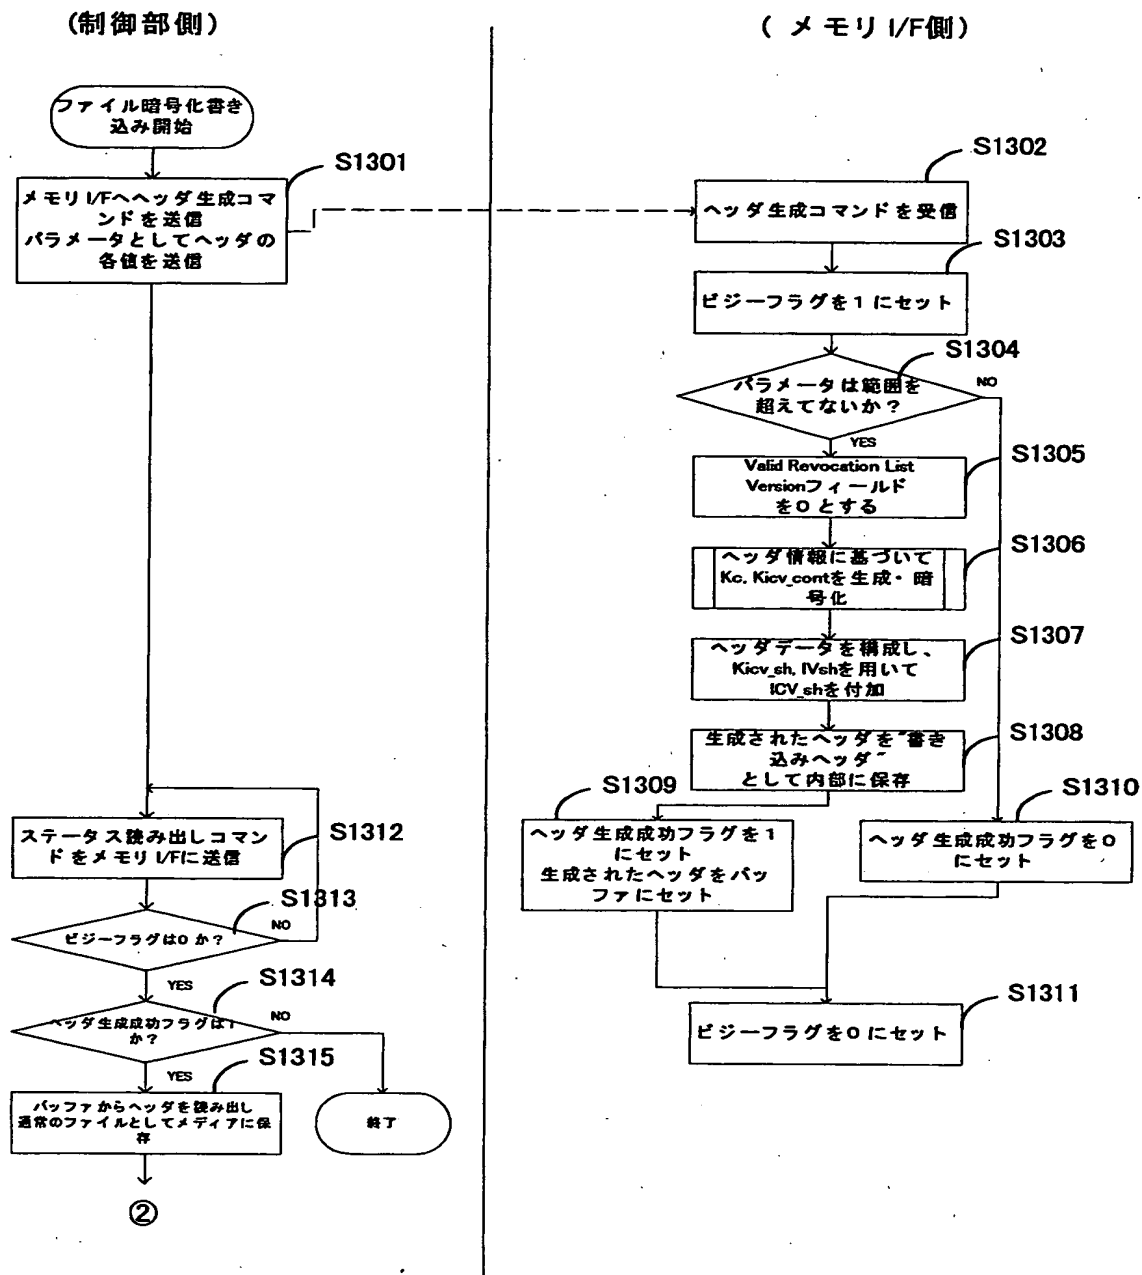 (制御部側)
ファイル暗号化書き
込み開始
S1301
メモリI/Fへヘッダ生成コマ
ンドを送信
パラメータとしてヘッダの
各値を送信
S1312
ステータス読み出しコマン
ドをメモリI/Fに送信
S1313
ビジーフラグは0か?
NO
YES
S1314
ヘッダ生成成功フラグは1
か?
NO
YES
S1315
バッファからヘッダを読み出し
通常のファイルとしてメディアに保
存
終了
②
(メモリI/F側)
S1302
ヘッダ生成コマンドを受信
S1303
ビジーフラグを1にセット
S1304
パラメータは範囲を
超えてないか?
NO
YES
S1305
Valid Revocation List
Versionフィールド
を0とする
S1306
ヘッダ情報に基づいて
Kc, Kicv_contを生成・暗
号化
S1307
ヘッダデータを構成し、
Kicv_sh, IVshを用いて
ICV_shを付加
S1308
生成されたヘッダを"書き
込みヘッダ"
として内部に保存
S1309
ヘッダ生成成功フラグを1
にセット
生成されたヘッダをバッ
ファにセット
S1310
ヘッダ生成成功フラグを0
にセット
S1311
ビジーフラグを0にセット